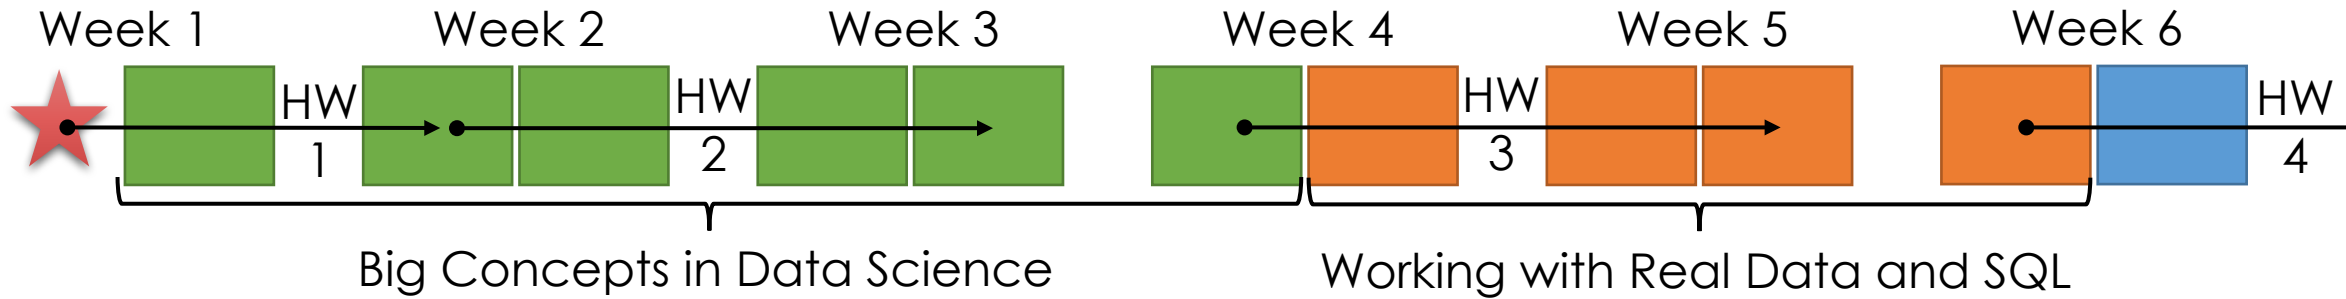 Week 1
Week 2
Week 3
Week 4
Week 5
Week 6
HW
1
HW
2
HW
3
HW
4
Big Concepts in Data Science
Working with Real Data and SQL